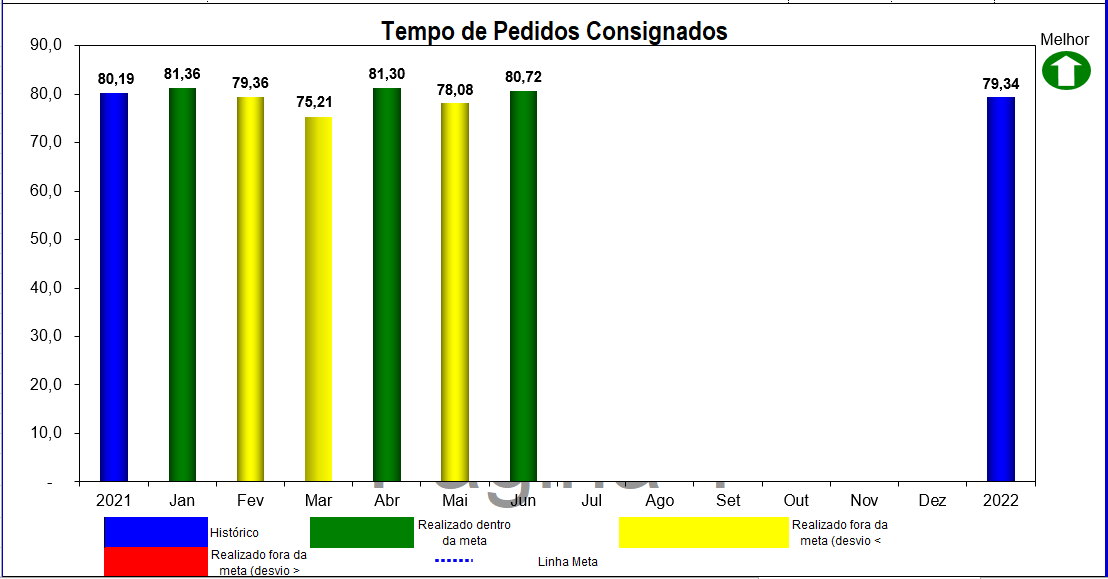 Tempo de Pedidos Consignados
Melhor
90,0
80,0
70,0
60,0
50,0
40,0
30,0
20,0
10,0
-
80,19
81,36
79,36
75,21
81,30
78,08
80,72
79,34
2021 Jan Fev Mar Abr Mai Jun Jul Ago Set Out Nov Dez 2022
Histórico
Realizado dentro
da meta
Realizado fora da
meta (desvio <
Realizado fora da
meta (desvio >
Linha Meta